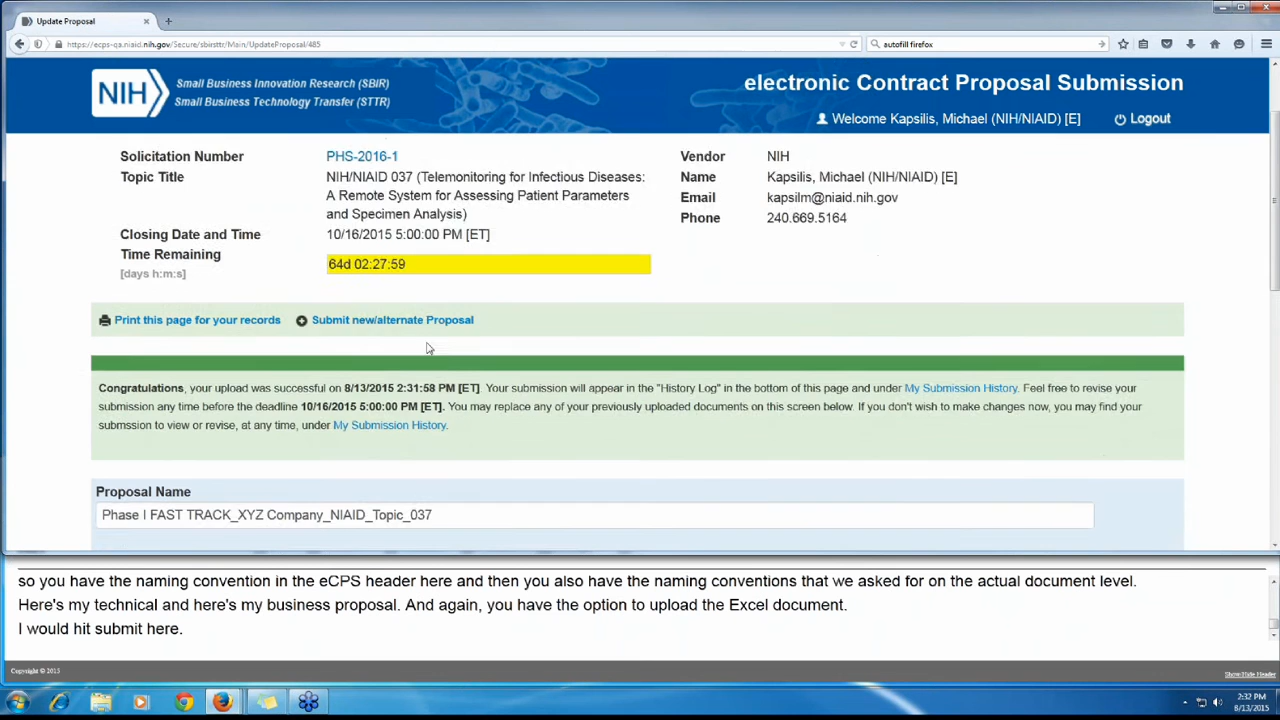 Update Proposal
https://ecps-qa.niaid.nih.gov/Secure/sbirsttr/Main/UpdateProposal/485
autofill firefox
NIH
Small Business Innovation Research (SBIR)
Small Business Technology Transfer (STTR)
electronic Contract Proposal Submission
Welcome Kapsilis, Michael (NIH/NIAID) [E]
Logout
Solicitation Number PHS-2016-1
Topic Title NIH/NIAID 037 (Telemonitoring for Infectious Diseases:
A Remote System for Assessing Patient Parameters
and Specimen Analysis)
Closing Date and Time 10/16/2015 5:00:00 PM [ET]
Time Remaining
[days h:m:s]
64d 02:27:59
Vendor NIH
Name Kapsilis, Michael (NIH/NIAID) [E]
Email kapsilm@niaid.nih.gov
Phone 240.669.5164
Print this page for your records
Submit new/alternate Proposal
Congratulations, your upload was successful on 8/13/2015 2:31:58 PM [ET]. Your submission will appear in the "History Log" in the bottom of this page and under My Submission History. Feel free to revise your
submission any time before the deadline 10/16/2015 5:00:00 PM [ET]. You may replace any of your previously uploaded documents on this screen below. If you don't wish to make changes now, you may find your
submssion to view or revise, at any time, under My Submission History.
Proposal Name
Phase I FAST TRACK_XYZ Company_NIAID_Topic_037
so you have the naming convention in the eCPS header here and then you also have the naming conventions that we asked for on the actual document level.
Here's my technical and here's my business proposal. And again, you have the option to upload the Excel document.
I would hit submit here.
Copyright © 2015
Show/Hide Header
2:32 PM
8/13/2015